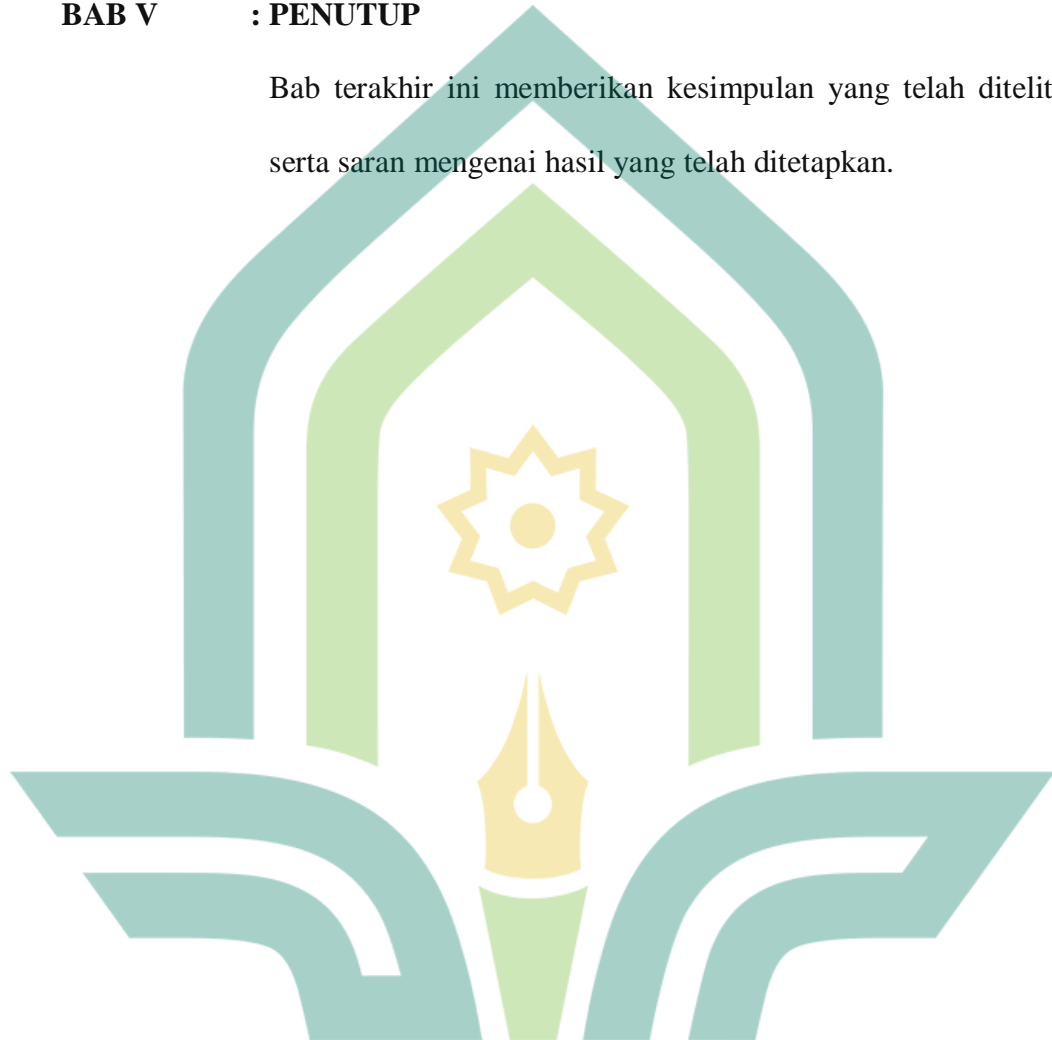 BAB V : PENUTUP
Bab terakhir ini memberikan kesimpulan yang telah ditelit
serta saran mengenai hasil yang telah ditetapkan.